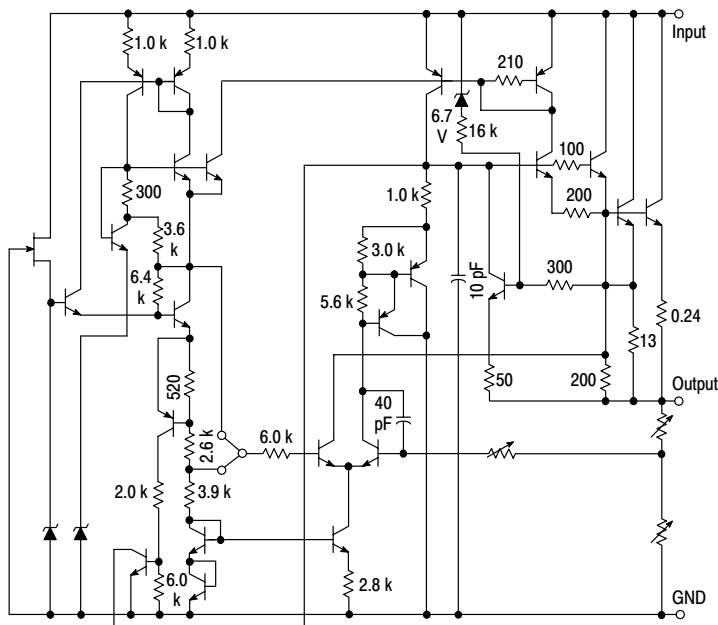 Input
1.0 k
1.0 k
210
6.7
V
16 k
100
300
1.0 k
200
3.6
k
3.0 k
10 pF
300
6.4
k
5.6 k
0.24
13
520
50
200
Output
40
pF
2.6 k
6.0 k
2.0 k
3.9 k
6.0
k
2.8 k
GND